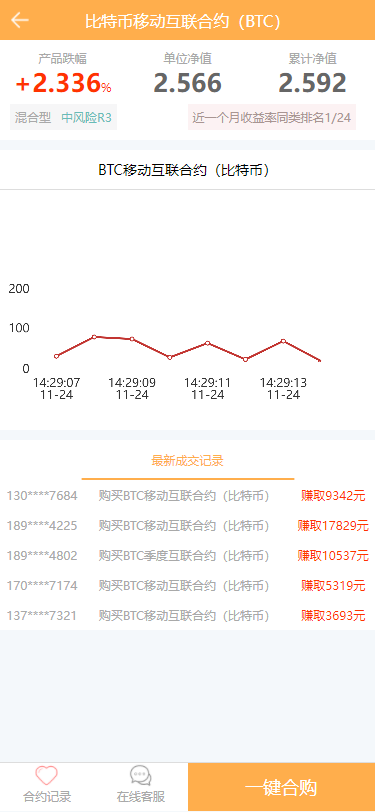 比特币移动互联合约（BTC）
产品跌幅 单位净值 累计净值
+2.336% 2.566 2.592
混合型 中风险R3 近一个月收益率同类排名1/24
BTC移动互联合约（比特币）
200
100
0
14:29:07 14:29:09 14:29:11 14:29:13
11-24 11-24 11-24 11-24
最新成交记录
130****7684 购买BTC移动互联合约（比特币） 赚取9342元
189****4225 购买BTC移动互联合约（比特币） 赚取17829元
189****4802 购买BTC季度互联合约（比特币） 赚取10537元
170****7174 购买BTC移动互联合约（比特币） 赚取5319元
137****7321 购买BTC移动互联合约（比特币） 赚取3693元
合约记录 在线客服 一键合购